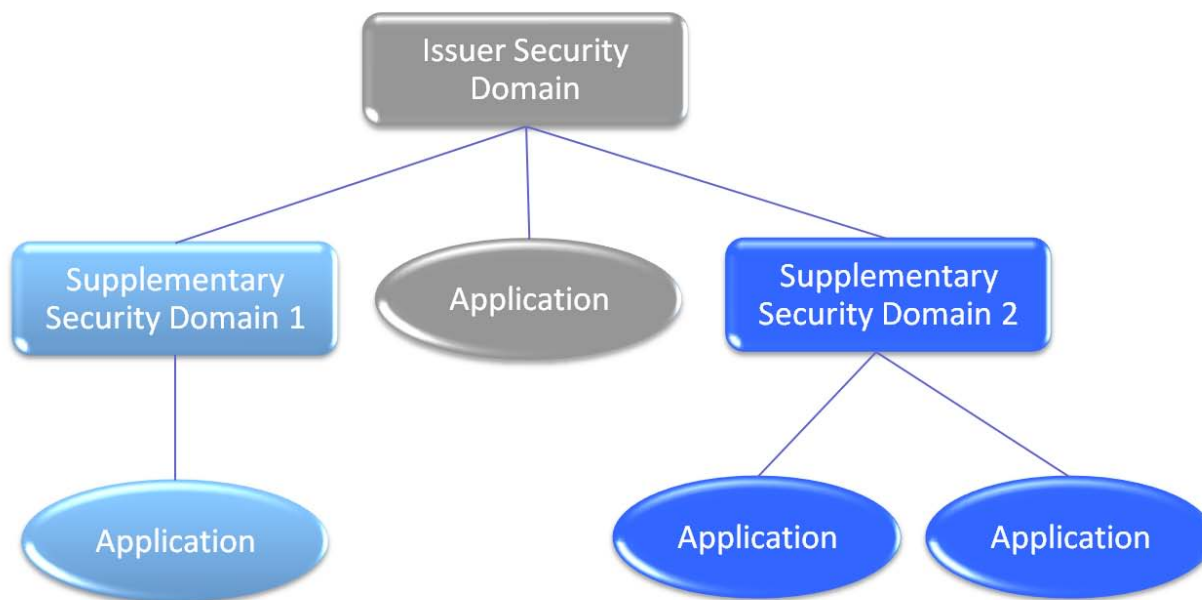 Issuer Security
Domain
Supplementary
Security Domain 1
Application
Supplementary
Security Domain 2
Application
Application
Application